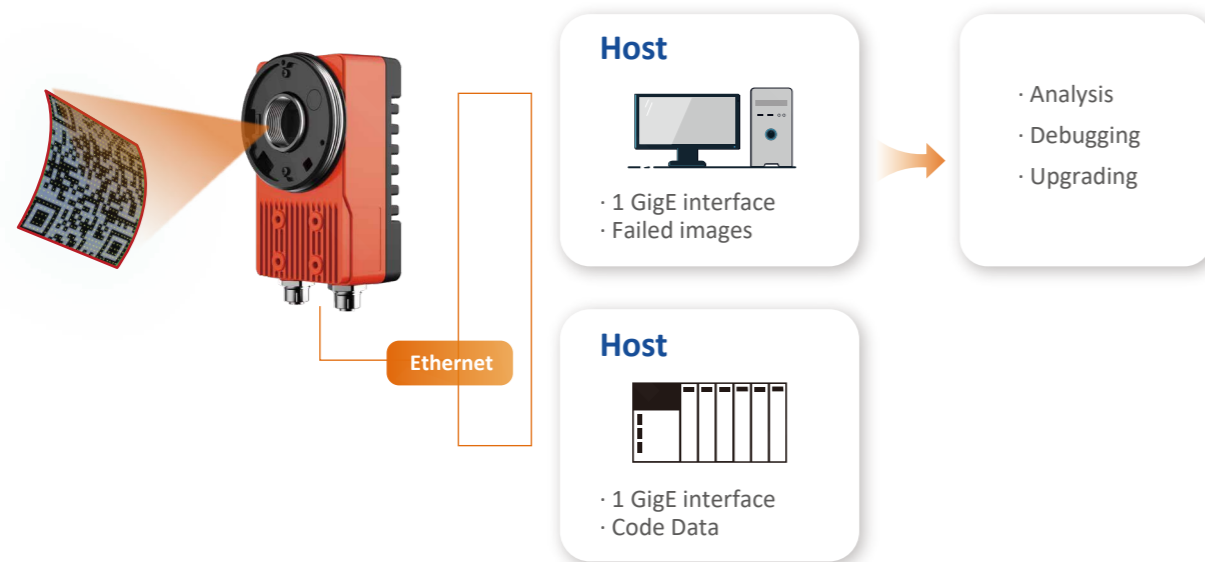 Host
· 1 GigE interface
· Failed images
· Analysis
· Debugging
· Upgrading
Ethernet
Host
· 1 GigE interface
· Code Data